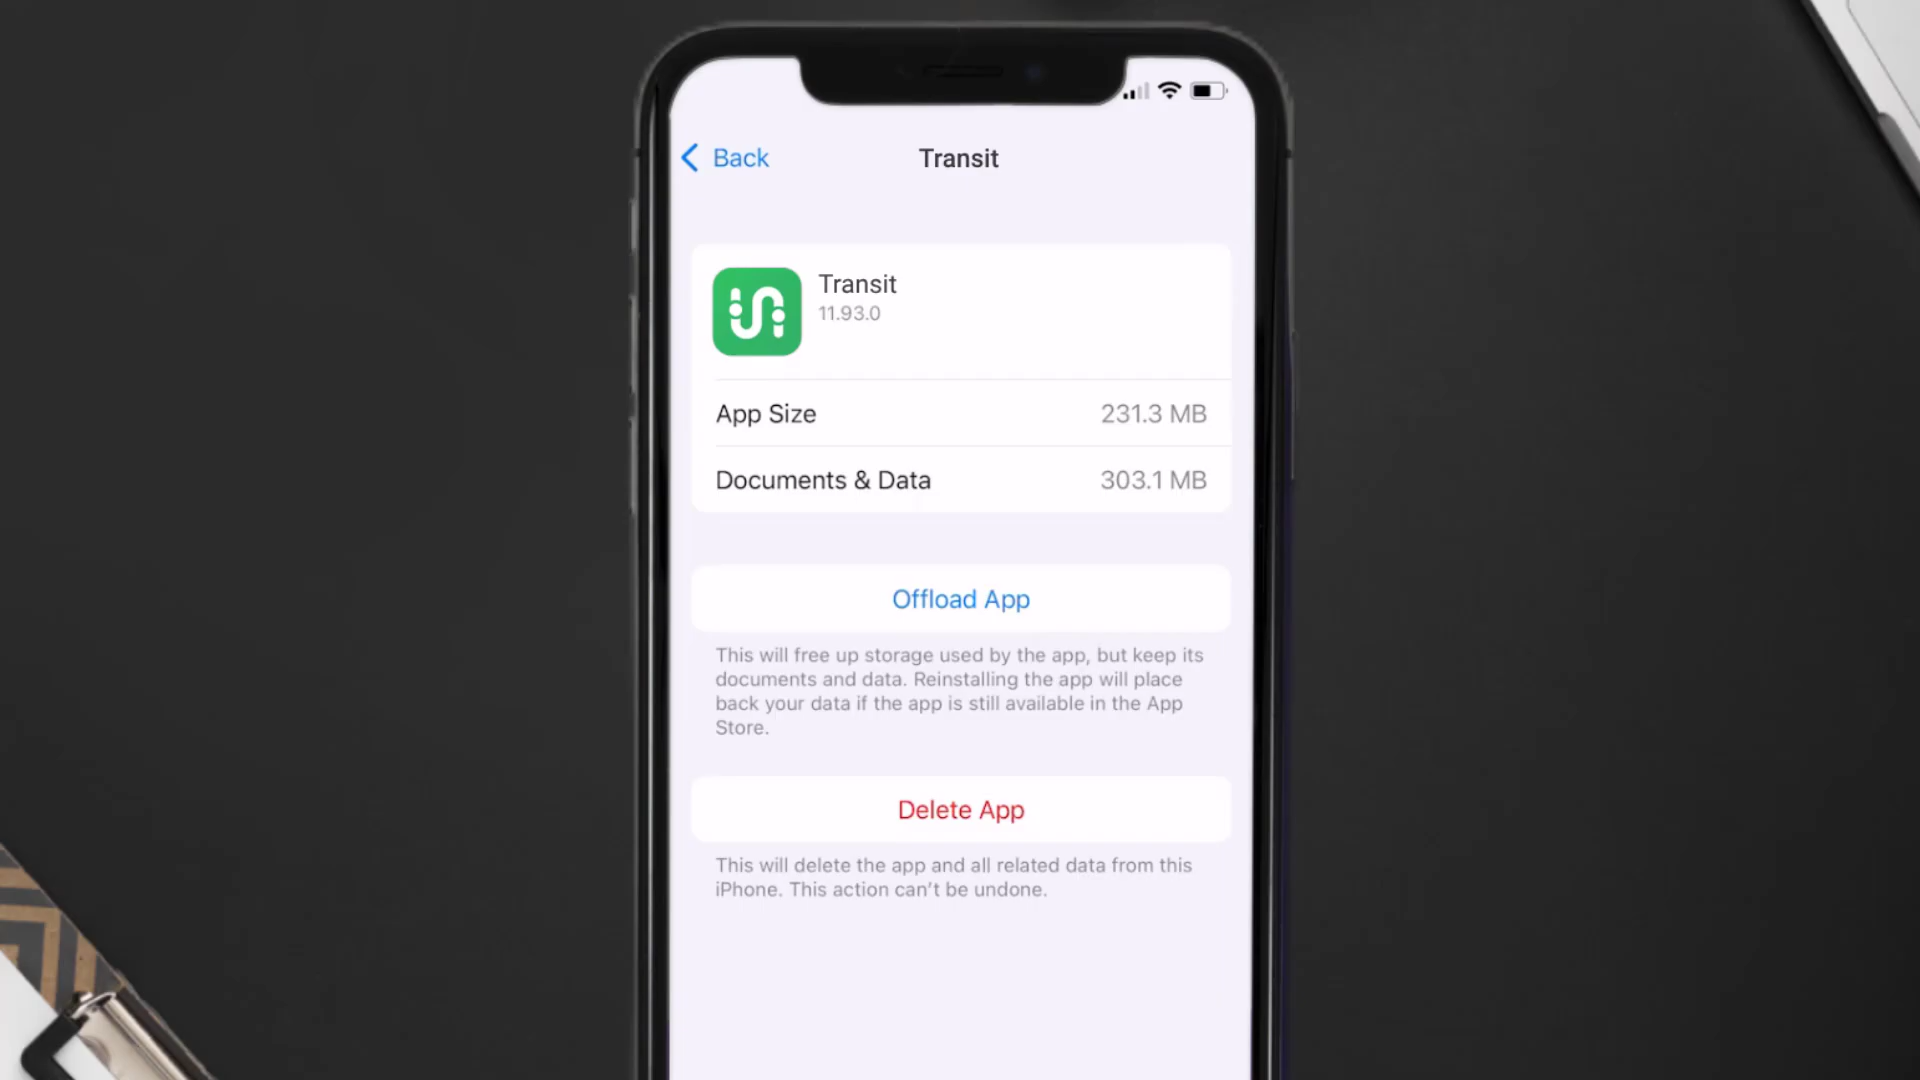 Back
Transit
Transit
11.93.0
App Size 231.3 MB
Documents & Data 303.1 MB
Offload App
This will free up storage used by the app, but keep its
documents and data. Reinstalling the app will place
back your data if the app is still available in the App
Store.
Delete App
This will delete the app and all related data from this
iPhone. This action can't be undone.